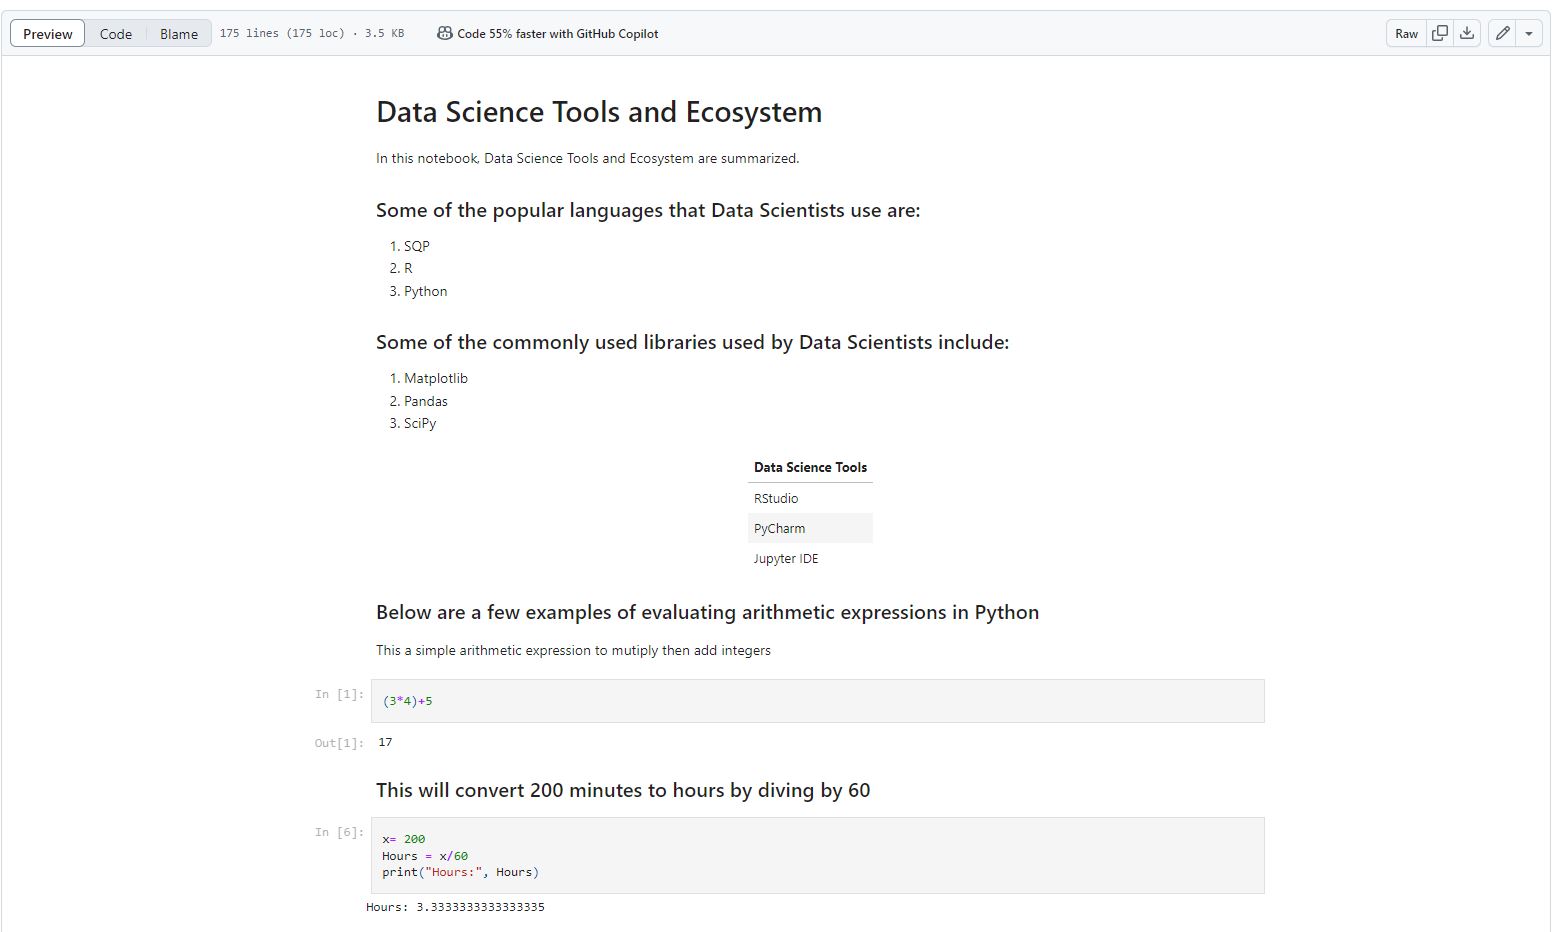 Preview Code Blame 175 lines (175 loc) · 3.5 KB Code 55% faster with GitHub Copilot Raw
Data Science Tools and Ecosystem
In this notebook, Data Science Tools and Ecosystem are summarized.
Some of the popular languages that Data Scientists use are:
1. SQP
2. R
3. Python
Some of the commonly used libraries used by Data Scientists include:
1. Matplotlib
2. Pandas
3. SciPy
Data Science Tools
RStudio
PyCharm
Jupyter IDE
Below are a few examples of evaluating arithmetic expressions in Python
This a simple arithmetic expression to mutiply then add integers
In [1]: (3*4)+5
Out[1]: 17
This will convert 200 minutes to hours by diving by 60
In [6]: x= 200
Hours = x/60
print("Hours:", Hours)
Hours: 3.3333333333333335